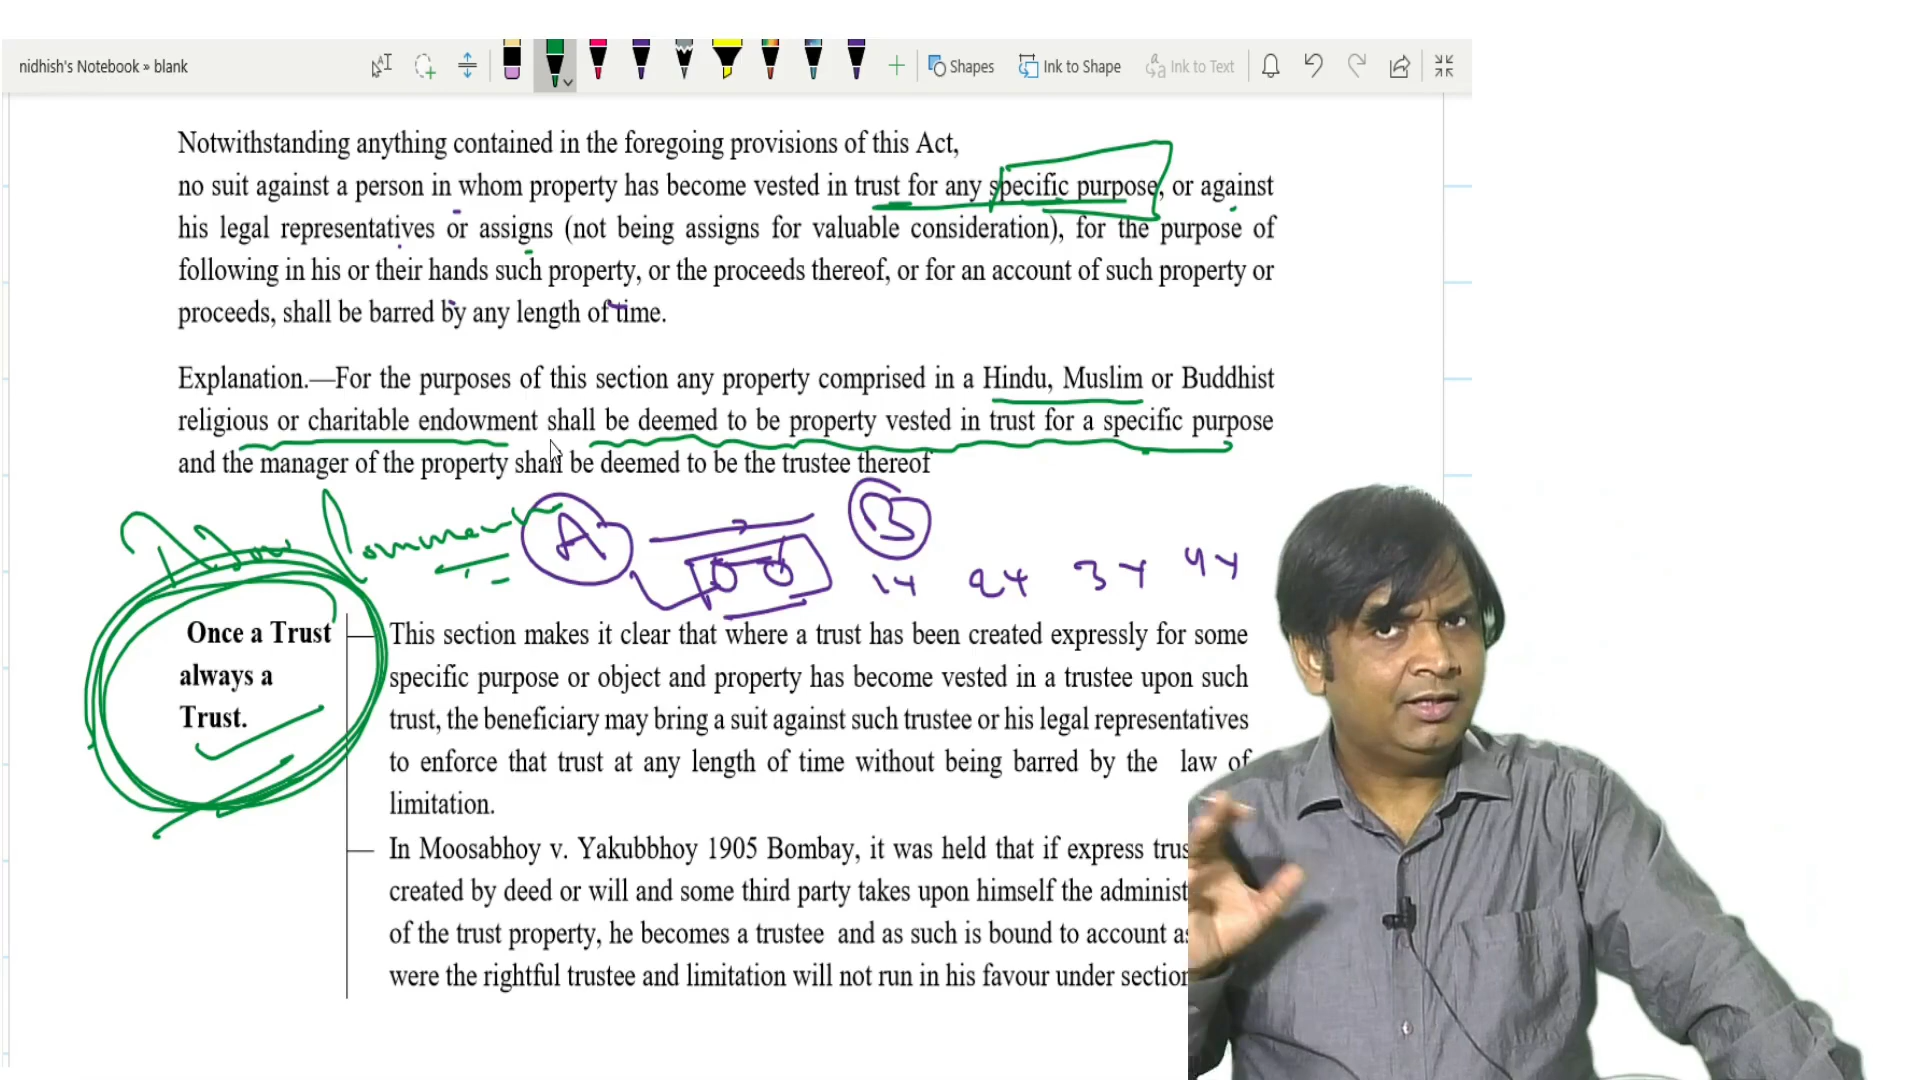 nidhish's Notebook » blank
Shapes
Ink to Shape
Ink to Text
Notwithstanding anything contained in the foregoing provisions of this Act,
no suit against a person in whom property has become vested in trust for any specific purpose, or against
his legal representatives or assigns (not being assigns for valuable consideration), for the purpose of
following in his or their hands such property, or the proceeds thereof, or for an account of such property or
proceeds, shall be barred by any length of time.
Explanation.—For the purposes of this section any property comprised in a Hindu, Muslim or Buddhist
religious or charitable endowment shall be deemed to be property vested in trust for a specific purpose
and the manager of the property shall be deemed to be the trustee thereof
A B
1Y 2Y 3Y 4Y
Once a Trust
always a
Trust.
This section makes it clear that where a trust has been created expressly for some
specific purpose or object and property has become vested in a trustee upon such
trust, the beneficiary may bring a suit against such trustee or his legal representatives
to enforce that trust at any length of time without being barred by the law of
limitation.
In Moosabhoy v. Yakubbhoy 1905 Bombay, it was held that if express trus
created by deed or will and some third party takes upon himself the administ
of the trust property, he becomes a trustee and as such is bound to account as
were the rightful trustee and limitation will not run in his favour under section